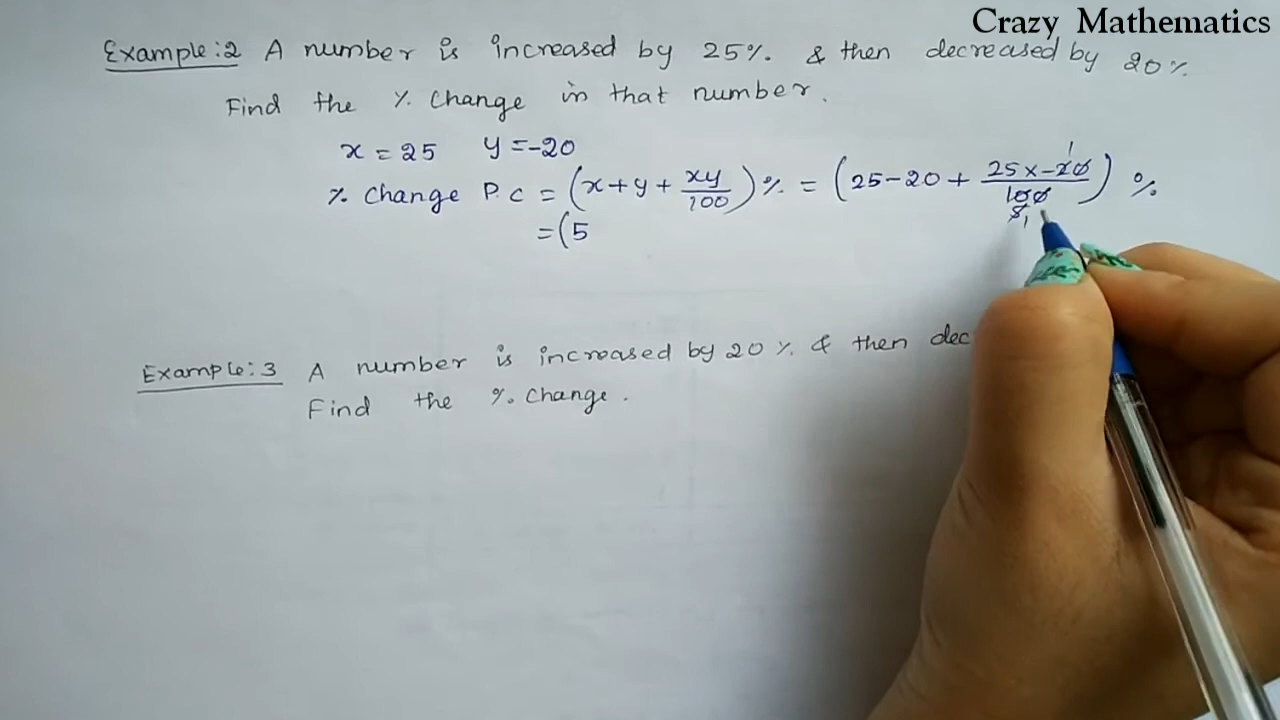 Crazy Mathematics
Example:2 A number is increased by 25% & then decreased by 20%
Find the % change in that number.
x = 25 y = -20
% change P.C = (x+y+ xy/100)% = (25-20+ 25x-20/100) %
=(5
Example:3 A number is increased by 20% & then dec
Find the % change.